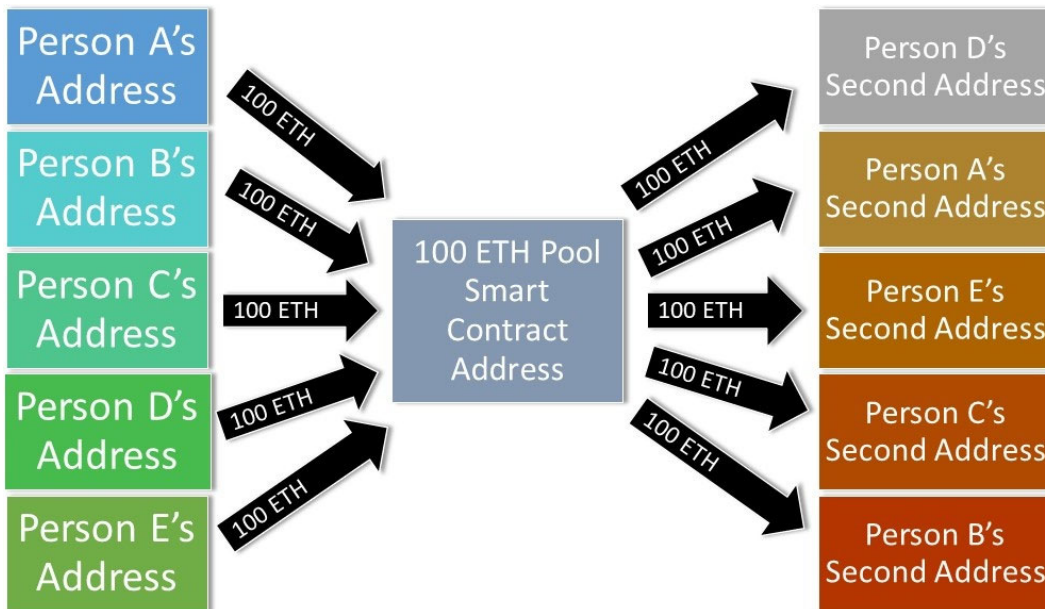 Person A’s
Address
100 ETH
Person B’s
Address
100 ETH
Person C’s
Address
100 ETH
Person D’s
Address
100 ETH
Person E’s
Address
100 ETH
100 ETH Pool
Smart
Contract
Address
100 ETH
Person D’s
Second Address
100 ETH
Person A’s
Second Address
100 ETH
Person E’s
Second Address
100 ETH
Person C’s
Second Address
100 ETH
Person B’s
Second Address